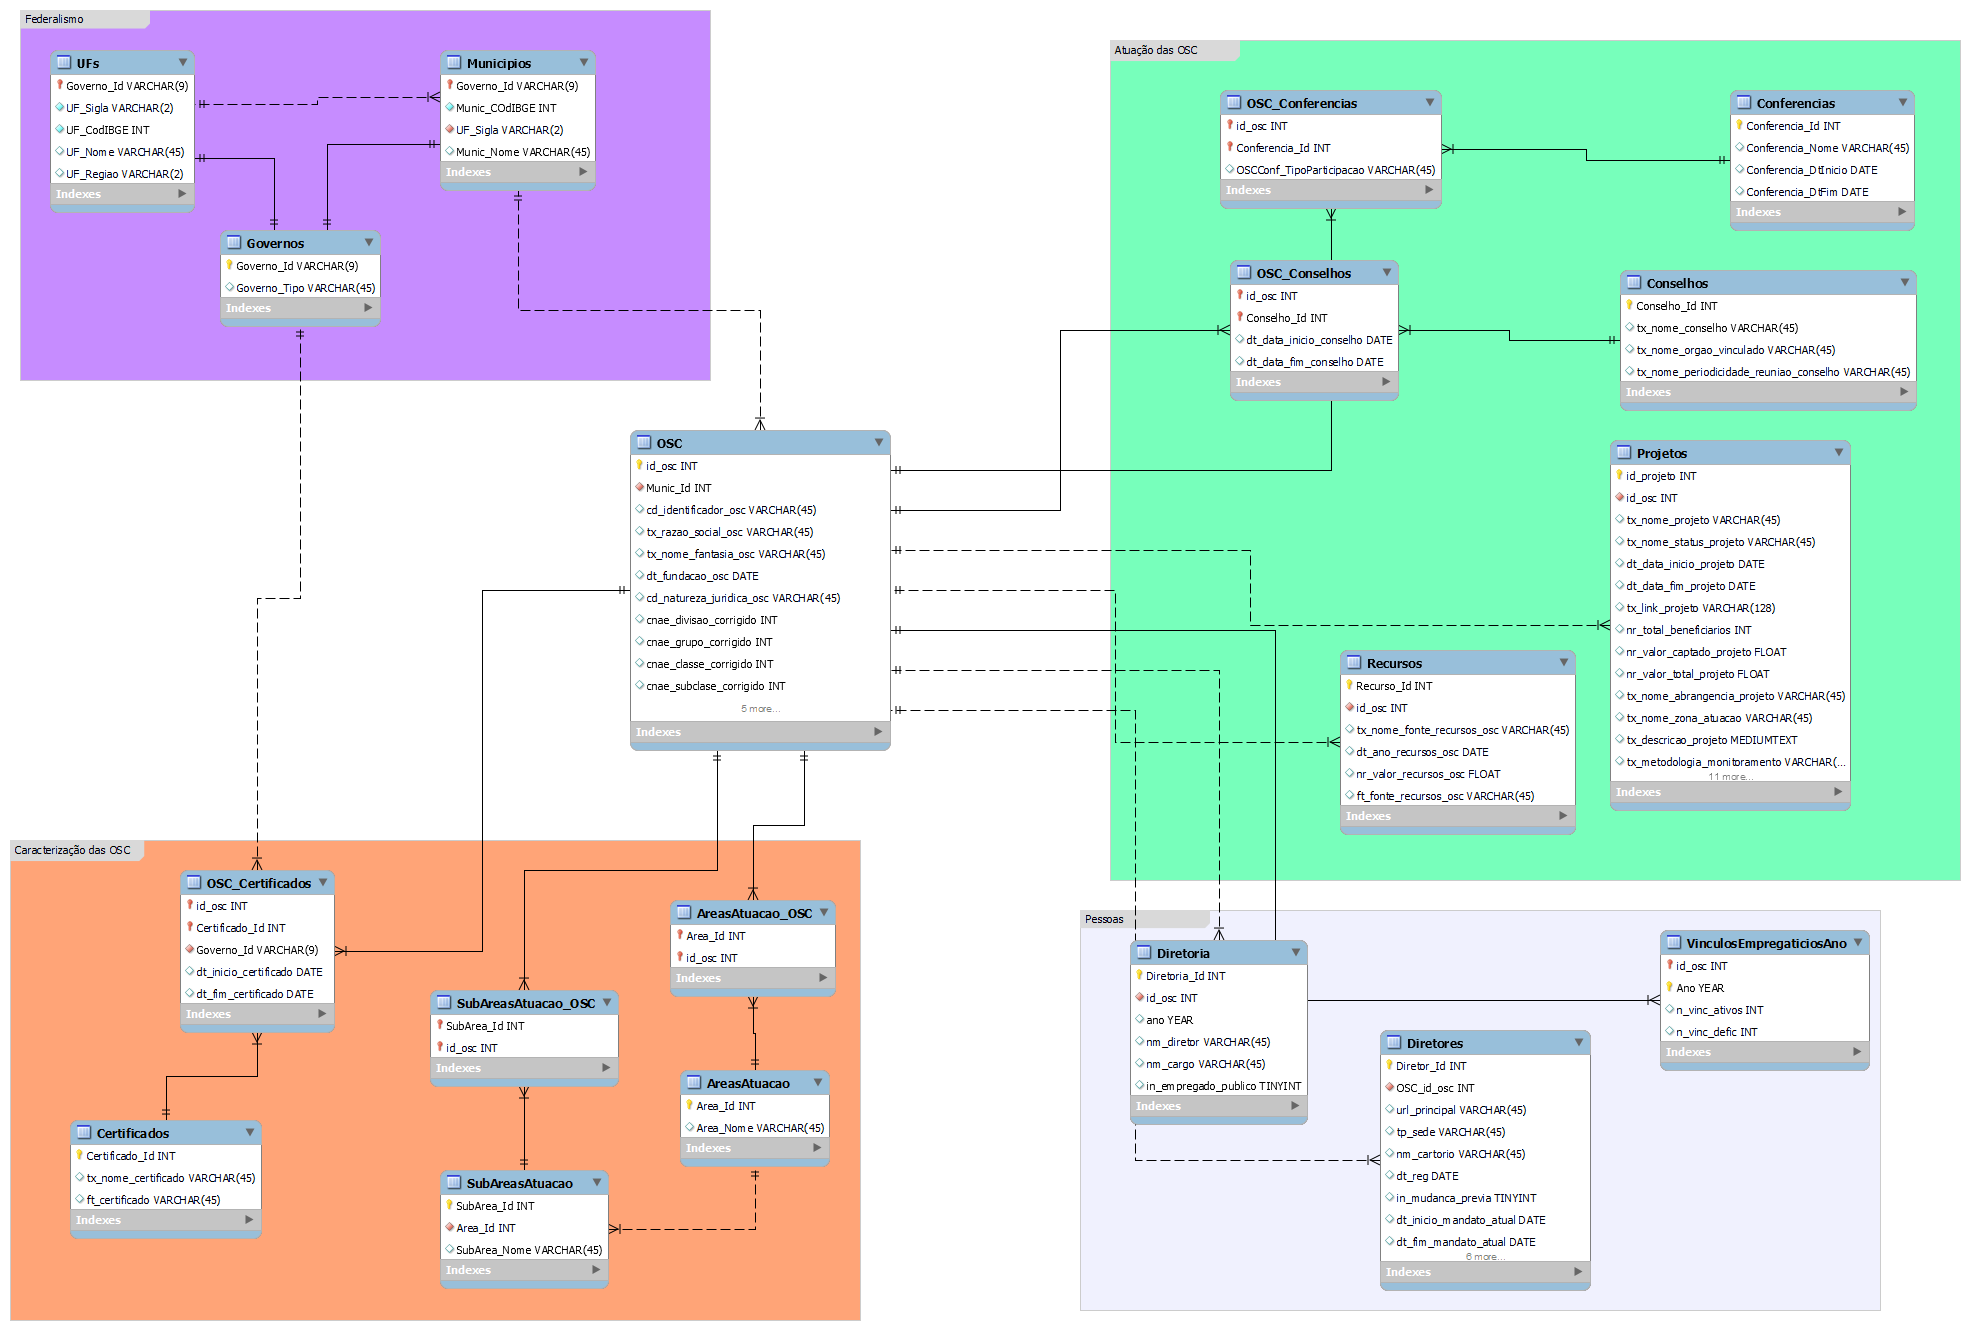 Federalismo
UFs
Governo_Id VARCHAR(9)
UF_Sigla VARCHAR(2)
UF_CodIBGE INT
UF_Nome VARCHAR(45)
UF_Regiao VARCHAR(2)
Indexes
Municipios
Governo_Id VARCHAR(9)
Munic_COdIBGE INT
UF_Sigla VARCHAR(2)
Munic_Nome VARCHAR(45)
Indexes
Governos
Governo_Id VARCHAR(9)
Governo_Tipo VARCHAR(45)
Indexes
Atuação das OSC
OSC_Conferencias
id_osc INT
Conferencia_Id INT
OSCConf_TipoParticipacao VARCHAR(45)
Indexes
Conferencias
Conferencia_Id INT
Conferencia_Nome VARCHAR(45)
Conferencia_DtInicio DATE
Conferencia_DtFim DATE
Indexes
OSC_Conselhos
id_osc INT
Conselho_Id INT
dt_data_inicio_conselho DATE
dt_data_fim_conselho DATE
Indexes
Conselhos
Conselho_Id INT
tx_nome_conselho VARCHAR(45)
tx_nome_orgao_vinculado VARCHAR(45)
tx_nome_periodicidade_reuniao_conselho VARCHAR(45)
Indexes
OSC
id_osc INT
Munic_Id INT
cd_identificador_osc VARCHAR(45)
tx_razao_social_osc VARCHAR(45)
tx_nome_fantasia_osc VARCHAR(45)
dt_fundacao_osc DATE
cd_natureza_juridica_osc VARCHAR(45)
cnae_divisao_corrigido INT
cnae_grupo_corrigido INT
cnae_classe_corrigido INT
cnae_subclase_corrigido INT
5 more...
Indexes
Projetos
id_projeto INT
id_osc INT
tx_nome_projeto VARCHAR(45)
tx_nome_status_projeto VARCHAR(45)
dt_data_inicio_projeto DATE
dt_data_fim_projeto DATE
tx_link_projeto VARCHAR(128)
nr_total_beneficiarios INT
nr_valor_captado_projeto FLOAT
nr_valor_total_projeto FLOAT
tx_nome_abrangencia_projeto VARCHAR(45)
tx_nome_zona_atuacao VARCHAR(45)
tx_descricao_projeto MEDIUMTEXT
tx_metodologia_monitoramento VARCHAR(...
11 more...
Indexes
Recursos
Recurso_Id INT
id_osc INT
tx_nome_fonte_recursos_osc VARCHAR(45)
dt_ano_recursos_osc DATE
nr_valor_recursos_osc FLOAT
ft_fonte_recursos_osc VARCHAR(45)
Indexes
Caracterização das OSC
OSC_Certificados
id_osc INT
Certificado_Id INT
Governo_Id VARCHAR(9)
dt_inicio_certificado DATE
dt_fim_certificado DATE
Indexes
AreasAtuacao_OSC
Area_Id INT
id_osc INT
Indexes
SubAreasAtuacao_OSC
SubArea_Id INT
id_osc INT
Indexes
AreasAtuacao
Area_Id INT
Area_Nome VARCHAR(45)
Indexes
Certificados
Certificado_Id INT
tx_nome_certificado VARCHAR(45)
ft_certificado VARCHAR(45)
Indexes
SubAreasAtuacao
SubArea_Id INT
Area_Id INT
SubArea_Nome VARCHAR(45)
Indexes
Pessoas
Diretoria
Diretoria_Id INT
id_osc INT
ano YEAR
nm_diretor VARCHAR(45)
nm_cargo VARCHAR(45)
in_empregado_publico TINYINT
Indexes
VinculosEmpregaticiosAno
id_osc INT
Ano YEAR
n_vinc_ativos INT
n_vinc_defic INT
Indexes
Diretores
Diretor_Id INT
OSC_id_osc INT
url_principal VARCHAR(45)
tp_sede VARCHAR(45)
nm_cartorio VARCHAR(45)
dt_reg DATE
in_mudanca_previa TINYINT
dt_inicio_mandato_atual DATE
dt_fim_mandato_atual DATE
6 more...
Indexes